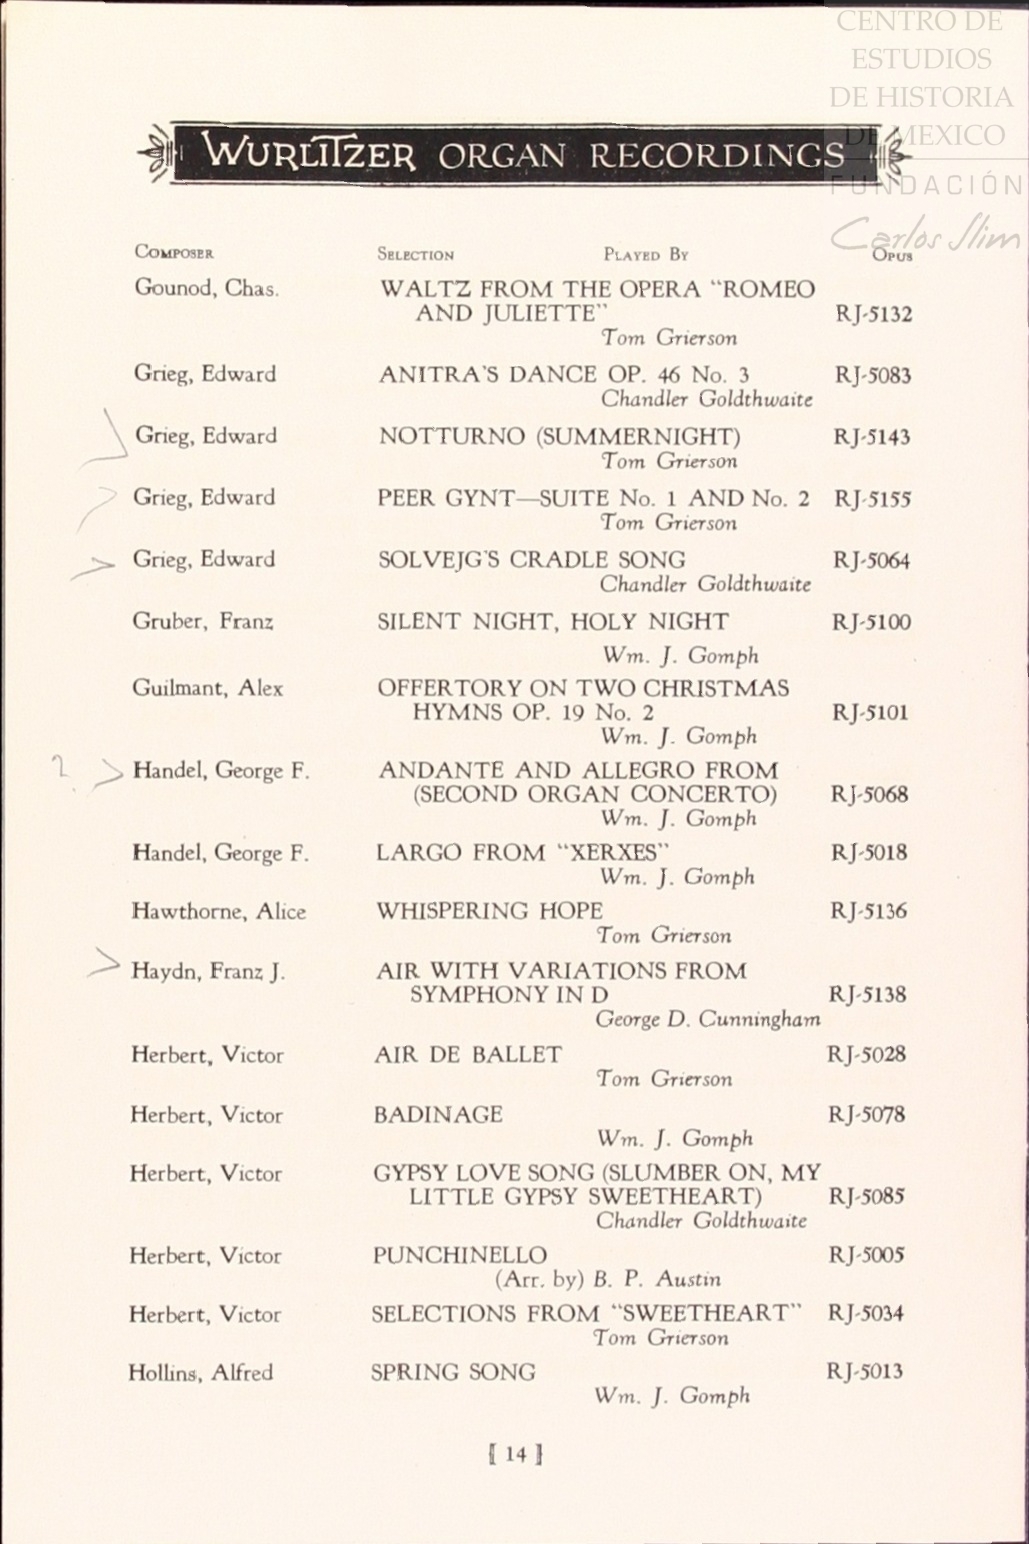 CENTRO DE
ESTUDIOS
DE HISTORIA
DE MEXICO
FUNDACIÓN
Carlos Slim
WURLITZER ORGAN RECORDINGS
COMPOSER SELECTION PLAYED BY OPUS
Gounod, Chas. WALTZ FROM THE OPERA "ROMEO
AND JULIETTE" RJ-5132
Tom Grierson
Grieg, Edward ANITRA'S DANCE OP. 46 No. 3 RJ-5083
Chandler Goldthwaite
Grieg, Edward NOTTURNO (SUMMERNIGHT) RJ-5143
Tom Grierson
Grieg, Edward PEER GYNT—SUITE No. 1 AND No. 2 RJ-5155
Tom Grierson
Grieg, Edward SOLVEJG'S CRADLE SONG RJ-5064
Chandler Goldthwaite
Gruber, Franz SILENT NIGHT, HOLY NIGHT RJ-5100
Wm. J. Gomph
Guilmant, Alex OFFERTORY ON TWO CHRISTMAS
HYMNS OP. 19 No. 2 RJ-5101
Wm. J. Gomph
? Handel, George F. ANDANTE AND ALLEGRO FROM
(SECOND ORGAN CONCERTO) RJ-5068
Wm. J. Gomph
Handel, George F. LARGO FROM "XERXES" RJ-5018
Wm. J. Gomph
Hawthorne, Alice WHISPERING HOPE RJ-5136
Tom Grierson
Haydn, Franz J. AIR WITH VARIATIONS FROM
SYMPHONY IN D RJ-5138
George D. Cunningham
Herbert, Victor AIR DE BALLET RJ-5028
Tom Grierson
Herbert, Victor BADINAGE RJ-5078
Wm. J. Gomph
Herbert, Victor GYPSY LOVE SONG (SLUMBER ON, MY
LITTLE GYPSY SWEETHEART) RJ-5085
Chandler Goldthwaite
Herbert, Victor PUNCHINELLO RJ-5005
(Arr. by) B. P. Austin
Herbert, Victor SELECTIONS FROM "SWEETHEART" RJ-5034
Tom Grierson
Hollins, Alfred SPRING SONG RJ-5013
Wm. J. Gomph
[ 14 ]